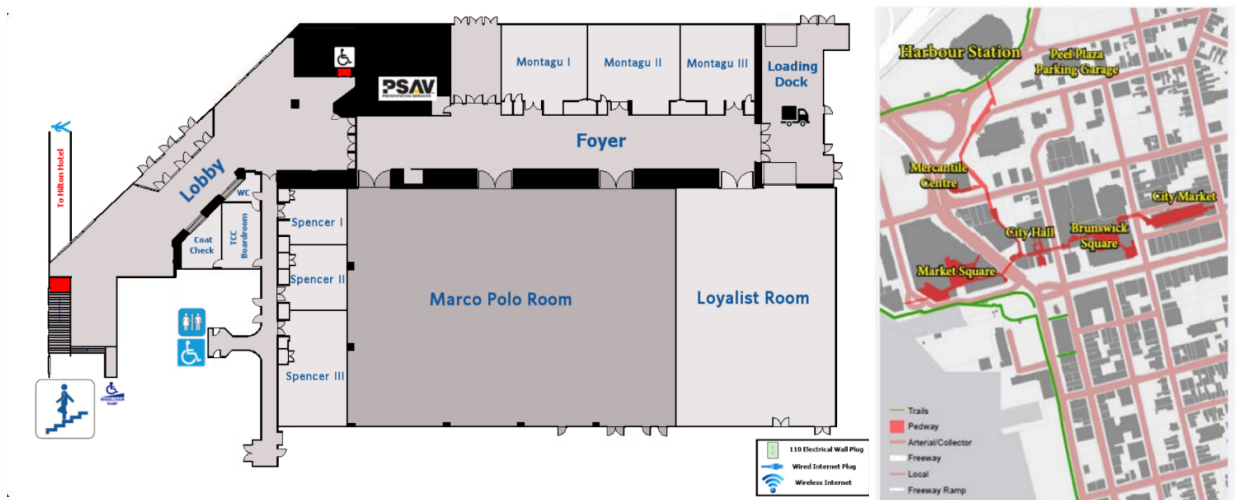 PSAV
PRESENTATION SERVICES
Montagu I
Montagu II
Montagu III
Loading
Dock
Foyer
To Hilton Hotel
Lobby
WC
Coat
Check
TCC
Boardroom
Spencer I
Spencer II
Spencer III
Marco Polo Room
Loyalist Room
WHEELCHAIR
110 Electrical Wall Plug
Wired Internet Plug
Wireless Internet
Harbour Station
Peel Plaza
Parking Garage
Mercantile
Centre
City Market
City Hall
Brunswick
Square
Market Square
Trails
Pedway
Arterial/Collector
Freeway
Local
Freeway Ramp